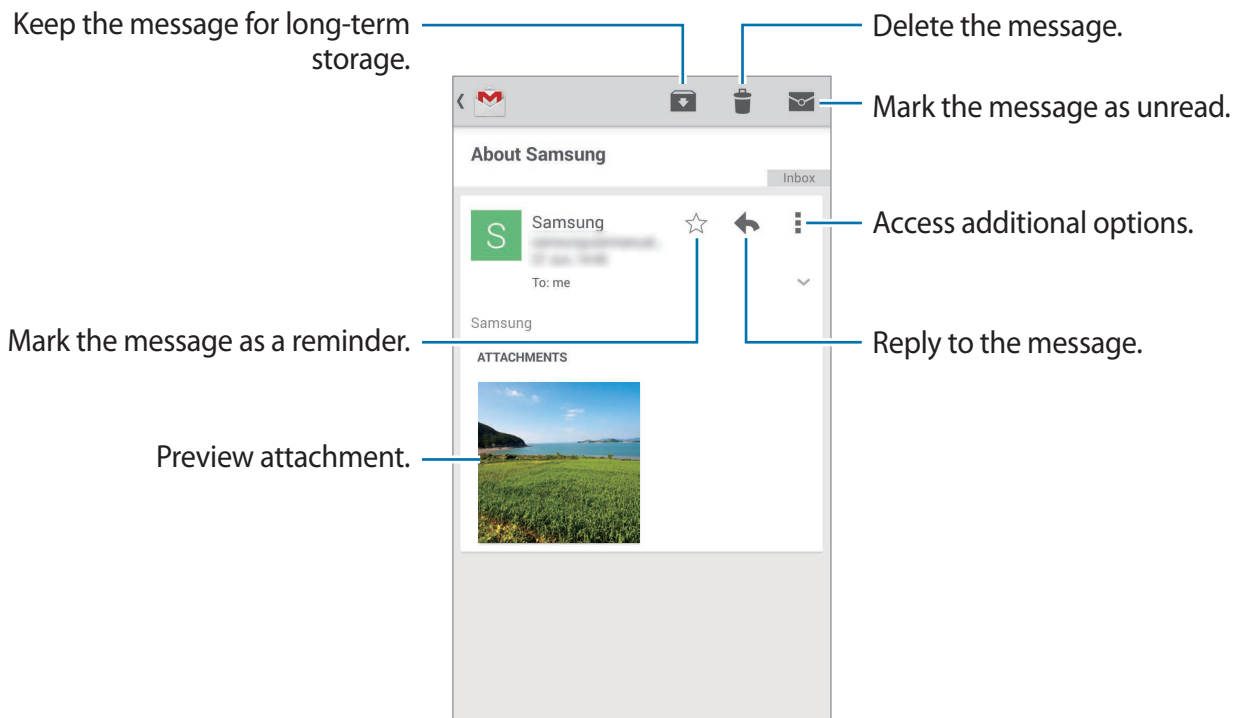 Keep the message for long-term
storage.
Delete the message.
Mark the message as unread.
About Samsung
Inbox
S
Samsung
Access additional options.
To: me
Samsung
Mark the message as a reminder.
Reply to the message.
ATTACHMENTS
Preview attachment.